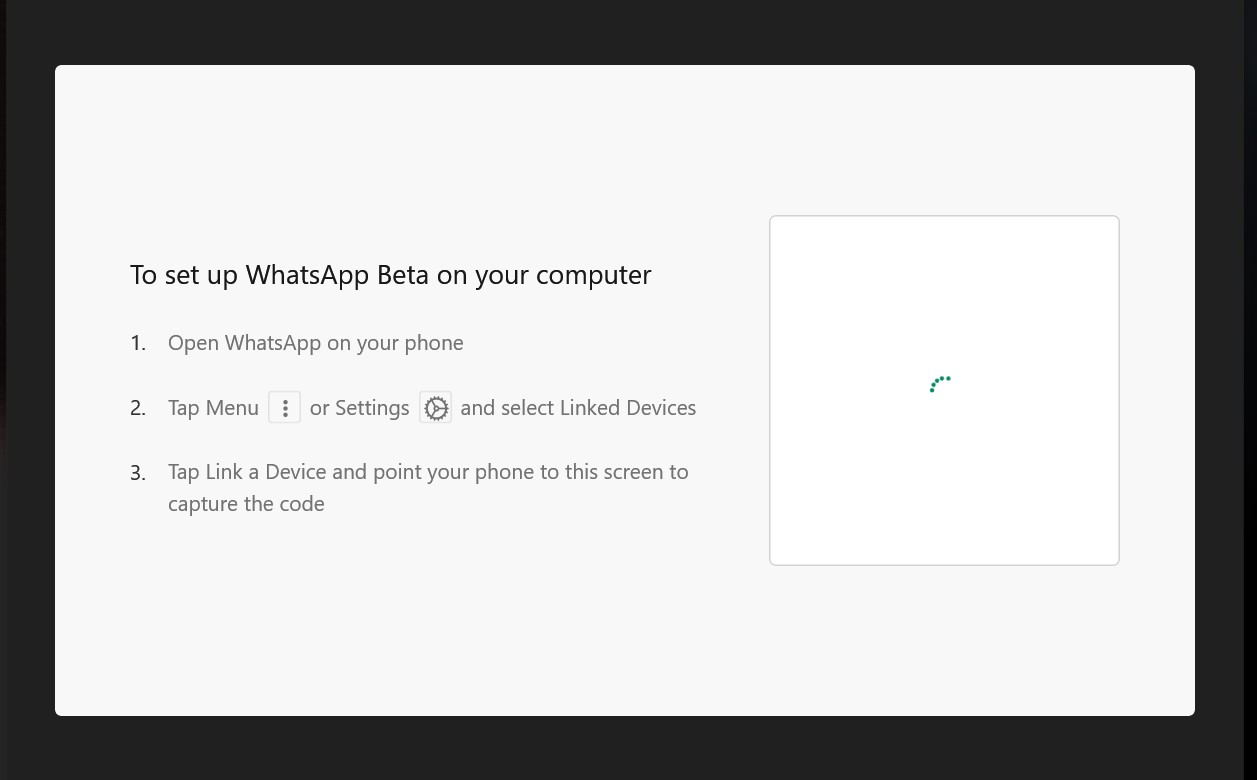 To set up WhatsApp Beta on your computer
1. Open WhatsApp on your phone
2. Tap Menu or Settings and select Linked Devices
3. Tap Link a Device and point your phone to this screen to
capture the code